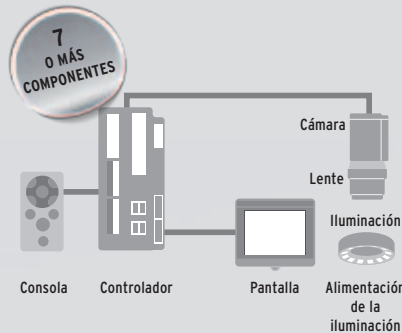 7
O MÁS
COMPONENTES
Cámara
Lente
Iluminación
Consola
Controlador
Pantalla
Alimentación
de la
iluminación